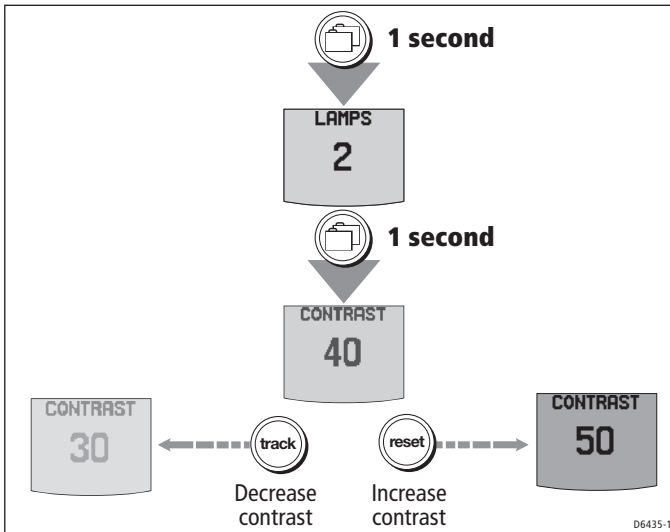 1 second
LAMPS
2
1 second
CONTRAST
40
CONTRAST
30
track
reset
CONTRAST
50
Decrease
contrast
Increase
contrast
D6435-1